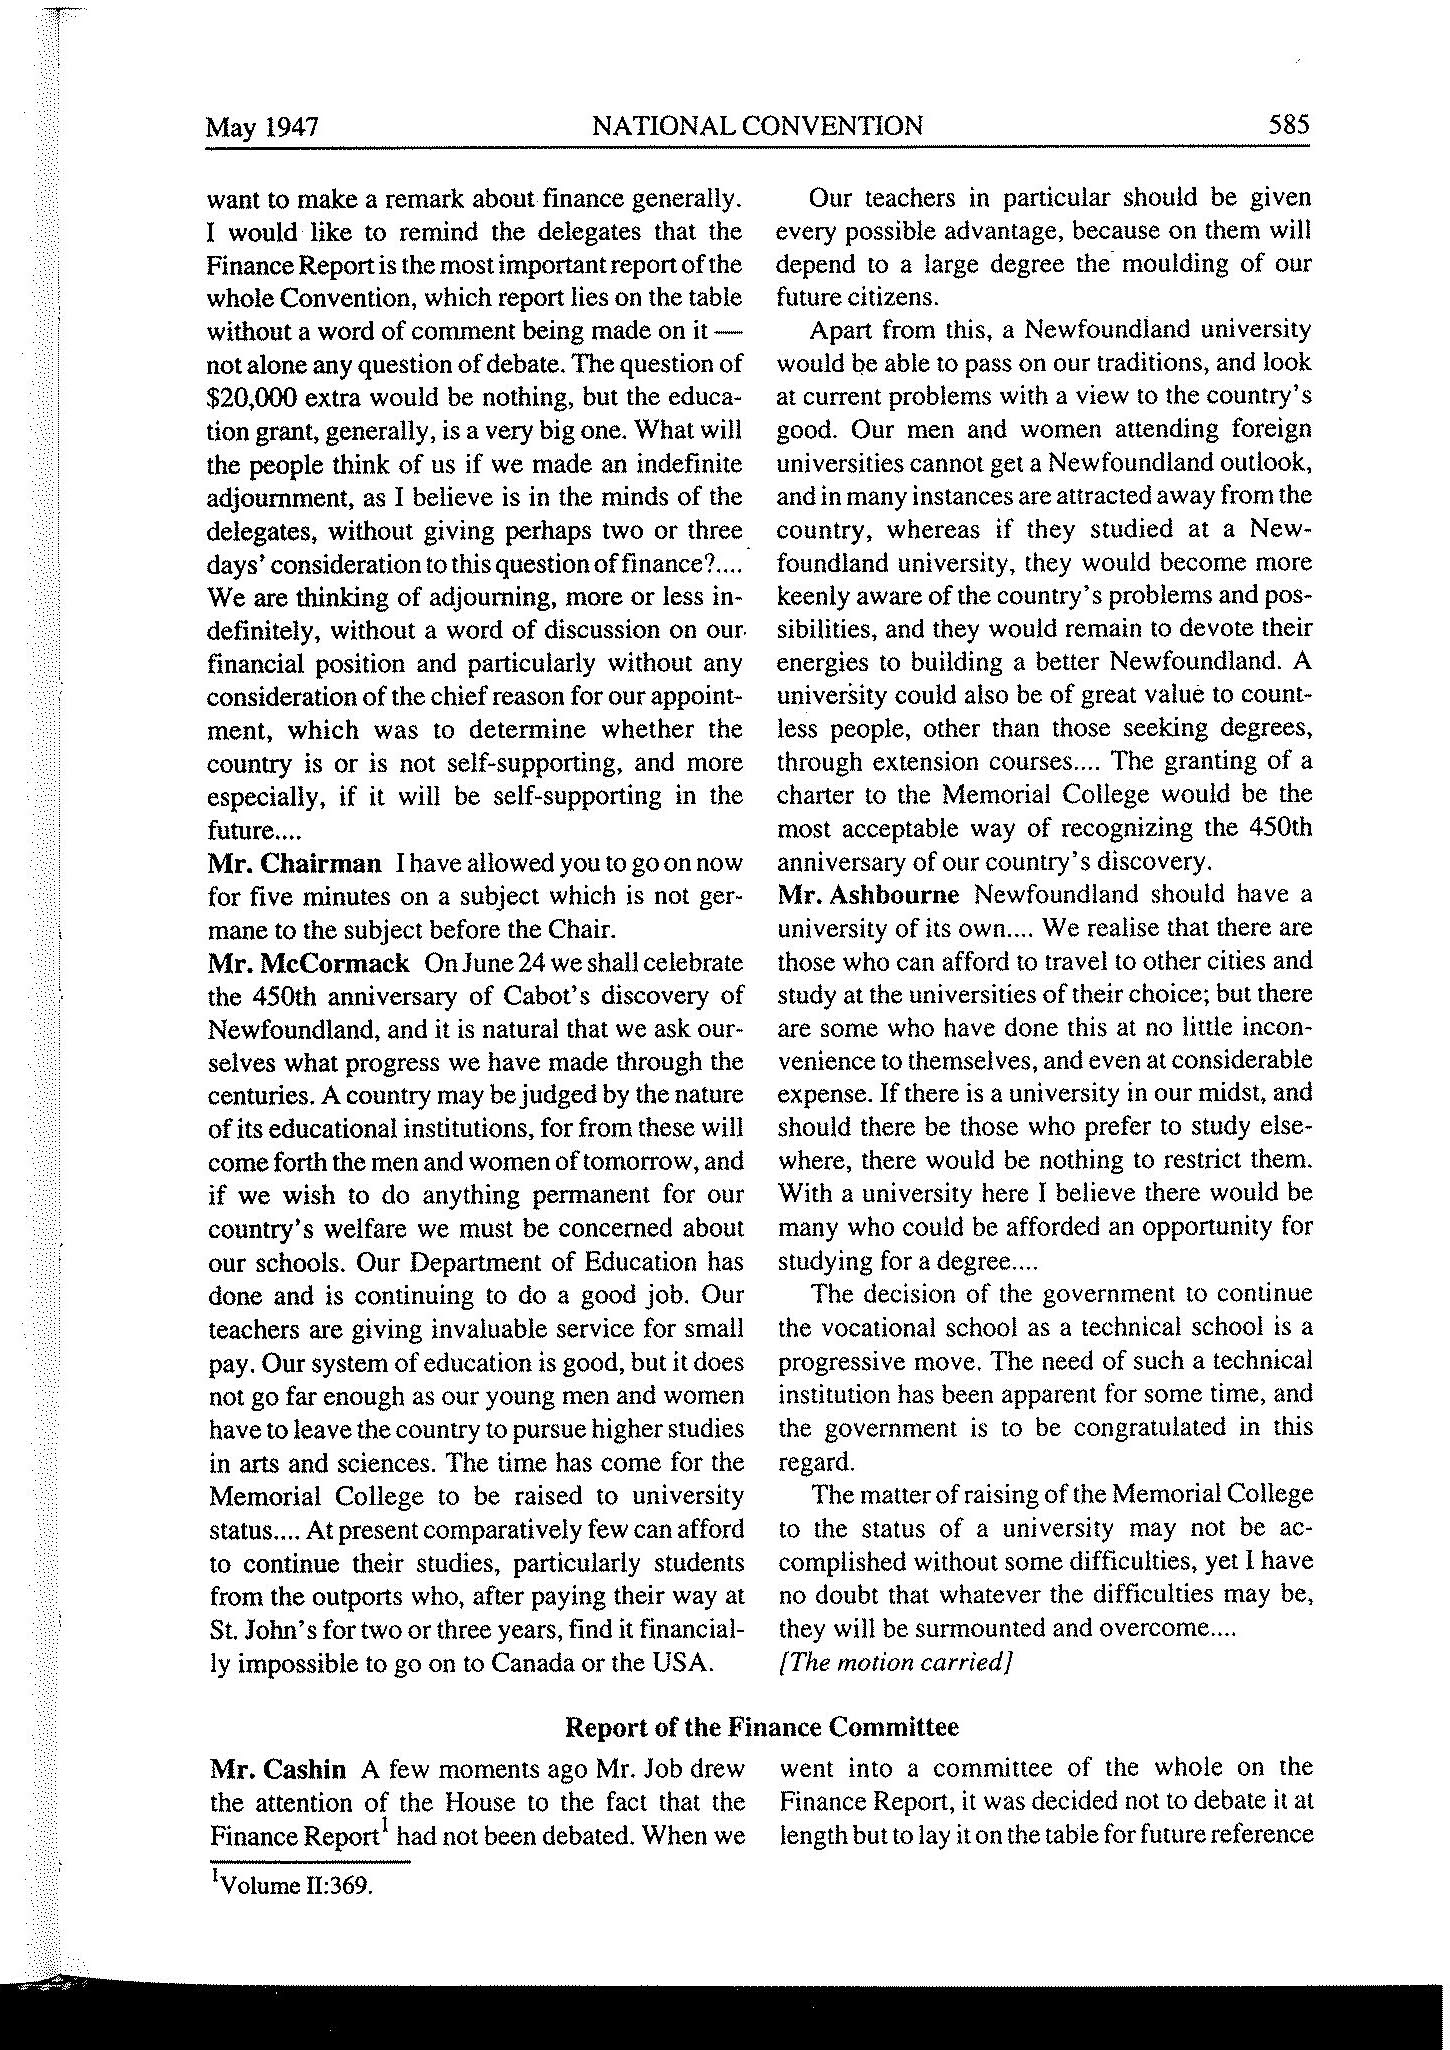 May 1947 NATIONAL CONVENTION 585
want to make a remark about finance generally.
I would like to remind the delegates that the
Finance Report is the most important report of the
whole Convention, which report lies on the table
without a word of comment being made on it —
not alone any question of debate. The question of
$20,000 extra would be nothing, but the educa-
tion grant, generally, is a very big one. What will
the people think of us if we made an indefinite
adjournment, as I believe is in the minds of the
delegates, without giving perhaps two or three
days' consideration to this question of finance?....
We are thinking of adjourning, more or less in-
definitely, without a word of discussion on our
financial position and particularly without any
consideration of the chief reason for our appoint-
ment, which was to determine whether the
country is or is not self-supporting, and more
especially, if it will be self-supporting in the
future....
Mr. Chairman I have allowed you to go on now
for five minutes on a subject which is not ger-
mane to the subject before the Chair.
Mr. McCormack On June 24 we shall celebrate
the 450th anniversary of Cabot's discovery of
Newfoundland, and it is natural that we ask our-
selves what progress we have made through the
centuries. A country may be judged by the nature
of its educational institutions, for from these will
come forth the men and women of tomorrow, and
if we wish to do anything permanent for our
country's welfare we must be concerned about
our schools. Our Department of Education has
done and is continuing to do a good job. Our
teachers are giving invaluable service for small
pay. Our system of education is good, but it does
not go far enough as our young men and women
have to leave the country to pursue higher studies
in arts and sciences. The time has come for the
Memorial College to be raised to university
status.... At present comparatively few can afford
to continue their studies, particularly students
from the outports who, after paying their way at
St. John's for two or three years, find it financial-
ly impossible to go on to Canada or the USA.
Our teachers in particular should be given
every possible advantage, because on them will
depend to a large degree the moulding of our
future citizens.
Apart from this, a Newfoundland university
would be able to pass on our traditions, and look
at current problems with a view to the country's
good. Our men and women attending foreign
universities cannot get a Newfoundland outlook,
and in many instances are attracted away from the
country, whereas if they studied at a New-
foundland university, they would become more
keenly aware of the country's problems and pos-
sibilities, and they would remain to devote their
energies to building a better Newfoundland. A
university could also be of great value to count-
less people, other than those seeking degrees,
through extension courses.... The granting of a
charter to the Memorial College would be the
most acceptable way of recognizing the 450th
anniversary of our country's discovery.
Mr. Ashbourne Newfoundland should have a
university of its own.... We realise that there are
those who can afford to travel to other cities and
study at the universities of their choice; but there
are some who have done this at no little incon-
venience to themselves, and even at considerable
expense. If there is a university in our midst, and
should there be those who prefer to study else-
where, there would be nothing to restrict them.
With a university here I believe there would be
many who could be afforded an opportunity for
studying for a degree....
The decision of the government to continue
the vocational school as a technical school is a
progressive move. The need of such a technical
institution has been apparent for some time, and
the government is to be congratulated in this
regard.
The matter of raising of the Memorial College
to the status of a university may not be ac-
complished without some difficulties, yet I have
no doubt that whatever the difficulties may be,
they will be surmounted and overcome....
[The motion carried]
Report of the Finance Committee
Mr. Cashin A few moments ago Mr. Job drew
the attention of the House to the fact that the
Finance Report¹ had not been debated. When we
went into a committee of the whole on the
Finance Report, it was decided not to debate it at
length but to lay it on the table for future reference
¹Volume II:369.